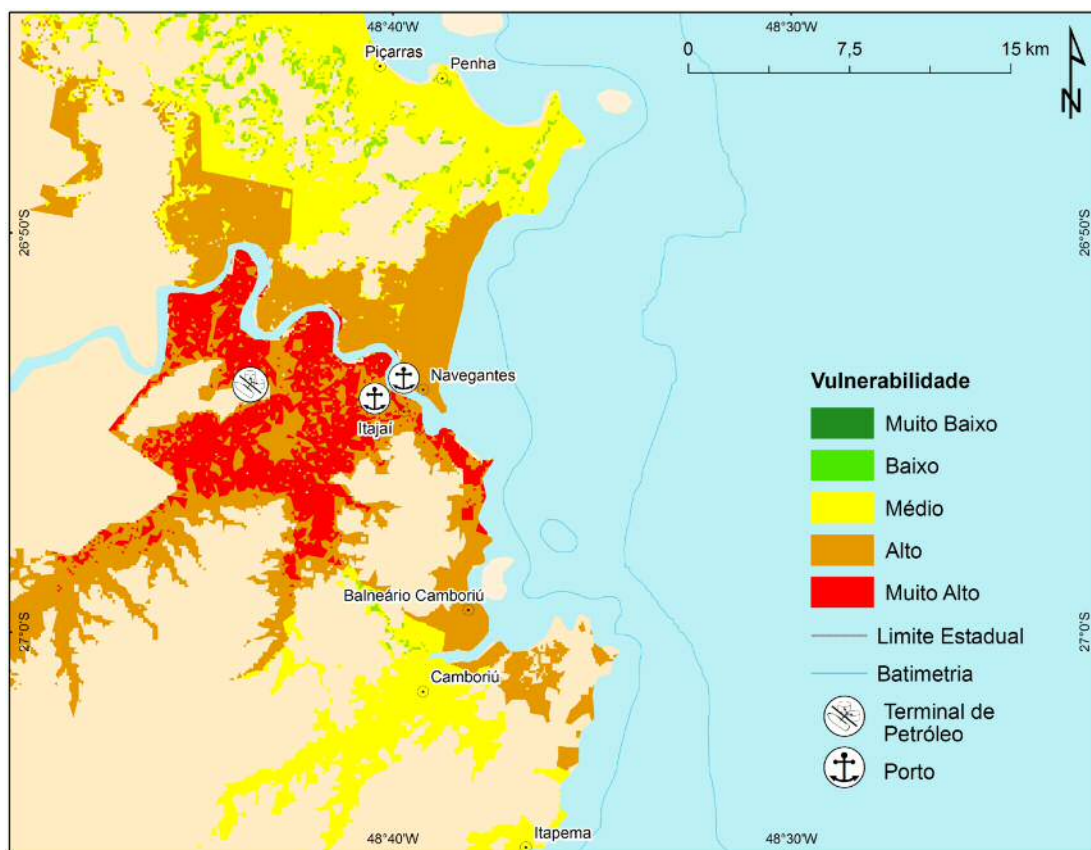 48°40'W
48°30'W
0
7,5
15 km
N
Piçarras
Penha
26°50'S
26°50'S
Navegantes
Itajaí
Vulnerabilidade
Muito Baixo
Baixo
Médio
Alto
Muito Alto
Limite Estadual
Batimetria
Terminal de
Petróleo
Porto
Balneário Camboriú
27°0'S
27°0'S
Camboriú
Itapema
48°40'W
48°30'W